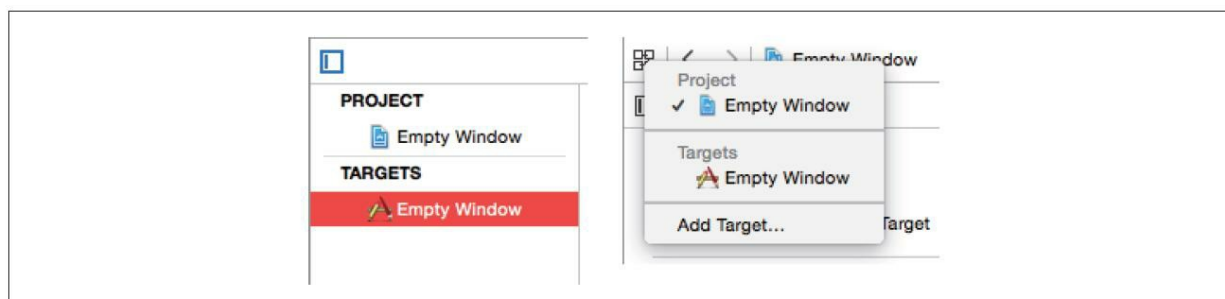 PROJECT
Empty Window
TARGETS
Empty Window
Empty Window
Project
✓ Empty Window
Targets
Empty Window
Add Target...
Target